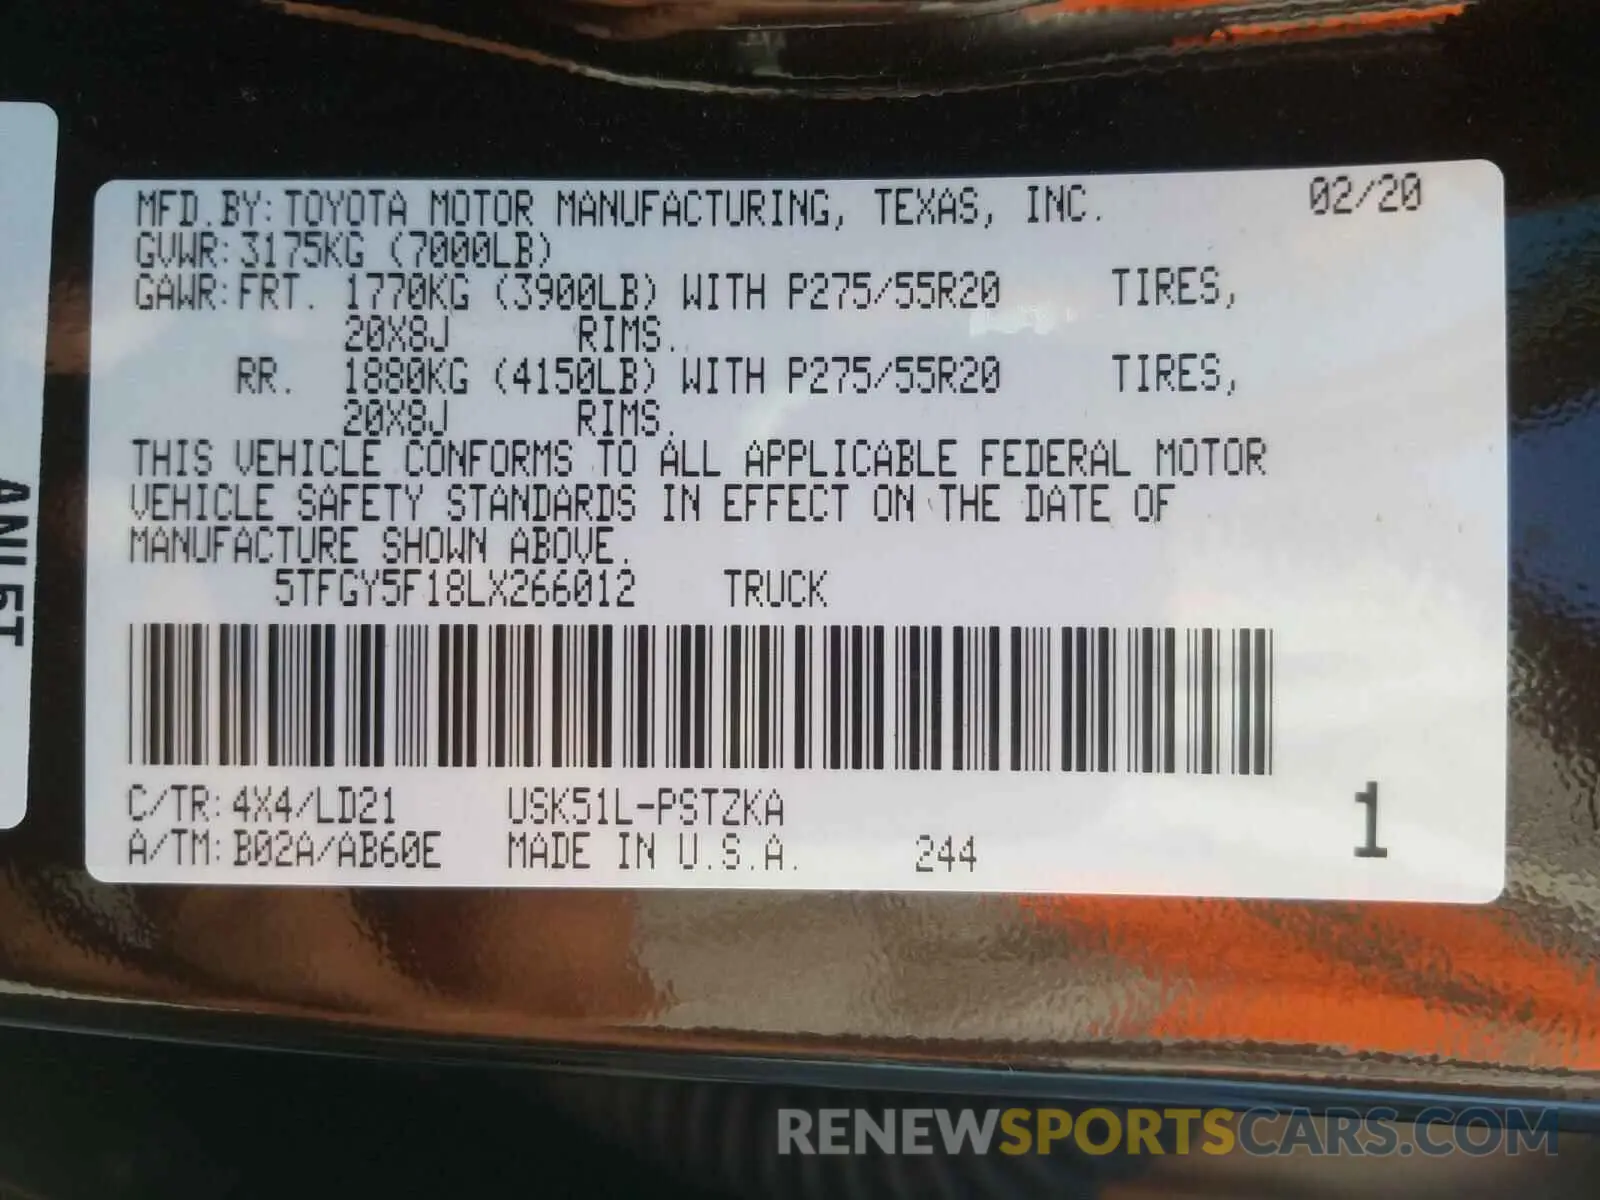 MFD.BY:TOYOTA MOTOR MANUFACTURING, TEXAS, INC. 02/20
GVWR:3175KG (7000LB)
GAWR:FRT. 1770KG (3900LB) WITH P275/55R20 TIRES,
20X8J RIMS.
RR. 1880KG (4150LB) WITH P275/55R20 TIRES,
20X8J RIMS.
THIS VEHICLE CONFORMS TO ALL APPLICABLE FEDERAL MOTOR
VEHICLE SAFETY STANDARDS IN EFFECT ON THE DATE OF
MANUFACTURE SHOWN ABOVE.
5TFGY5F18LX266012 TRUCK
C/TR:4X4/LD21 USK51L-PSTZKA 1
A/TM:B02A/AB60E MADE IN U.S.A. 244
ANL5T
RENEWSPORTSCARS.COM